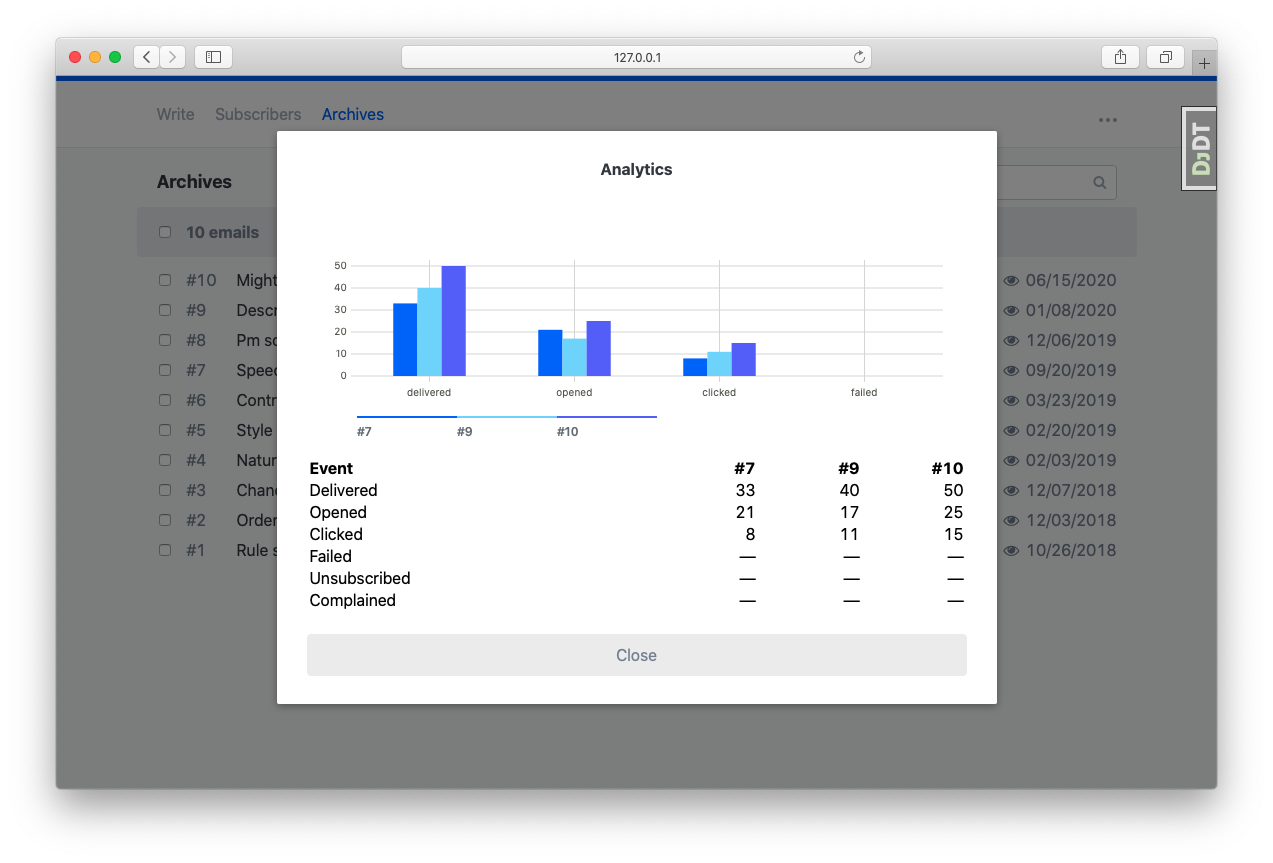 127.0.0.1
Write Subscribers Archives
DjDT
Archives
Analytics
10 emails
50
40
30
20
10
0
delivered opened clicked failed
#7 #9 #10
Event #7 #9 #10
Delivered 33 40 50
Opened 21 17 25
Clicked 8 11 15
Failed — — —
Unsubscribed — — —
Complained — — —
Close
#10 Might 06/15/2020
#9 Descr 01/08/2020
#8 Pm sc 12/06/2019
#7 Speed 09/20/2019
#6 Contr 03/23/2019
#5 Style 02/20/2019
#4 Natur 02/03/2019
#3 Chanc 12/07/2018
#2 Order 12/03/2018
#1 Rule s 10/26/2018